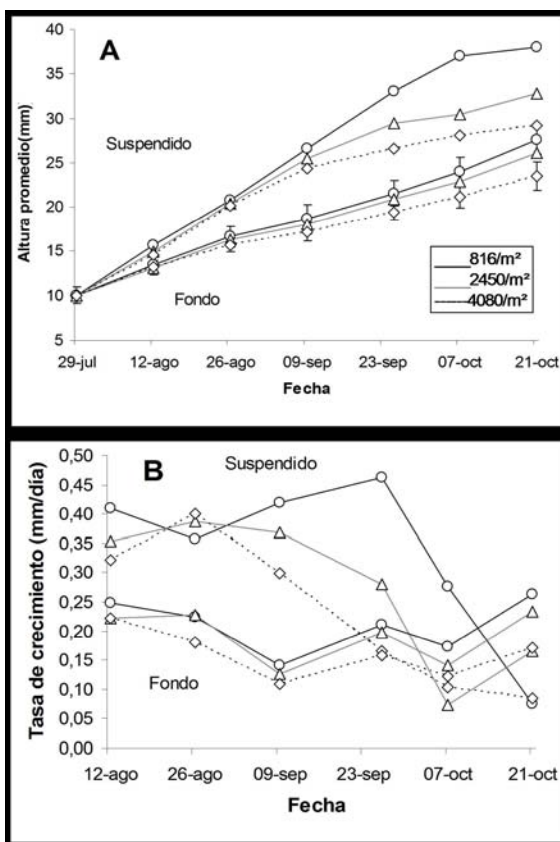 A
Altura promedio(mm)
40
35
30
25
20
15
10
5
Suspendido
Fondo
816/m²
2450/m²
4080/m²
29-jul 12-ago 26-ago 09-sep 23-sep 07-oct 21-oct
Fecha
B
Tasa de crecimiento (mm/día)
0,50
0,45
0,40
0,35
0,30
0,25
0,20
0,15
0,10
0,05
0,00
Suspendido
Fondo
12-ago 26-ago 09-sep 23-sep 07-oct 21-oct
Fecha